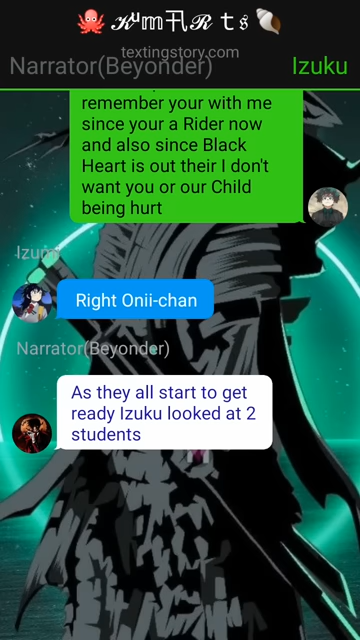 textingstory.com
Narrator(Beyonder)
Izuku
remember your with me
since your a Rider now
and also since Black
Heart is out their I don't
want you or our Child
being hurt
Izumi
Right Onii-chan
Narrator(Beyonder)
As they all start to get
ready Izuku looked at 2
students